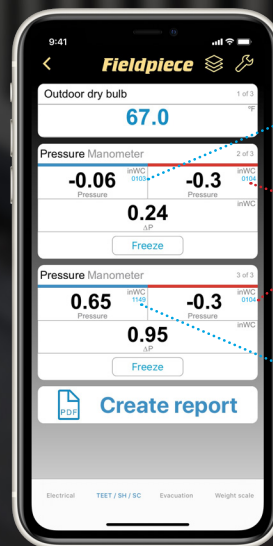 9:41
Fieldpiece
Outdoor dry bulb 1 of 3
67.0 °F
Pressure Manometer 2 of 3
-0.06 inWC 0103 -0.3 inWC 0104
Pressure Pressure
0.24 inWC
ΔP
Freeze
Pressure Manometer 3 of 3
0.65 inWC 1149 -0.3 inWC 0104
Pressure Pressure
0.95 inWC
ΔP
Freeze
PDF Create report
Electrical TEET / SH / SC Evacuation Weight scale